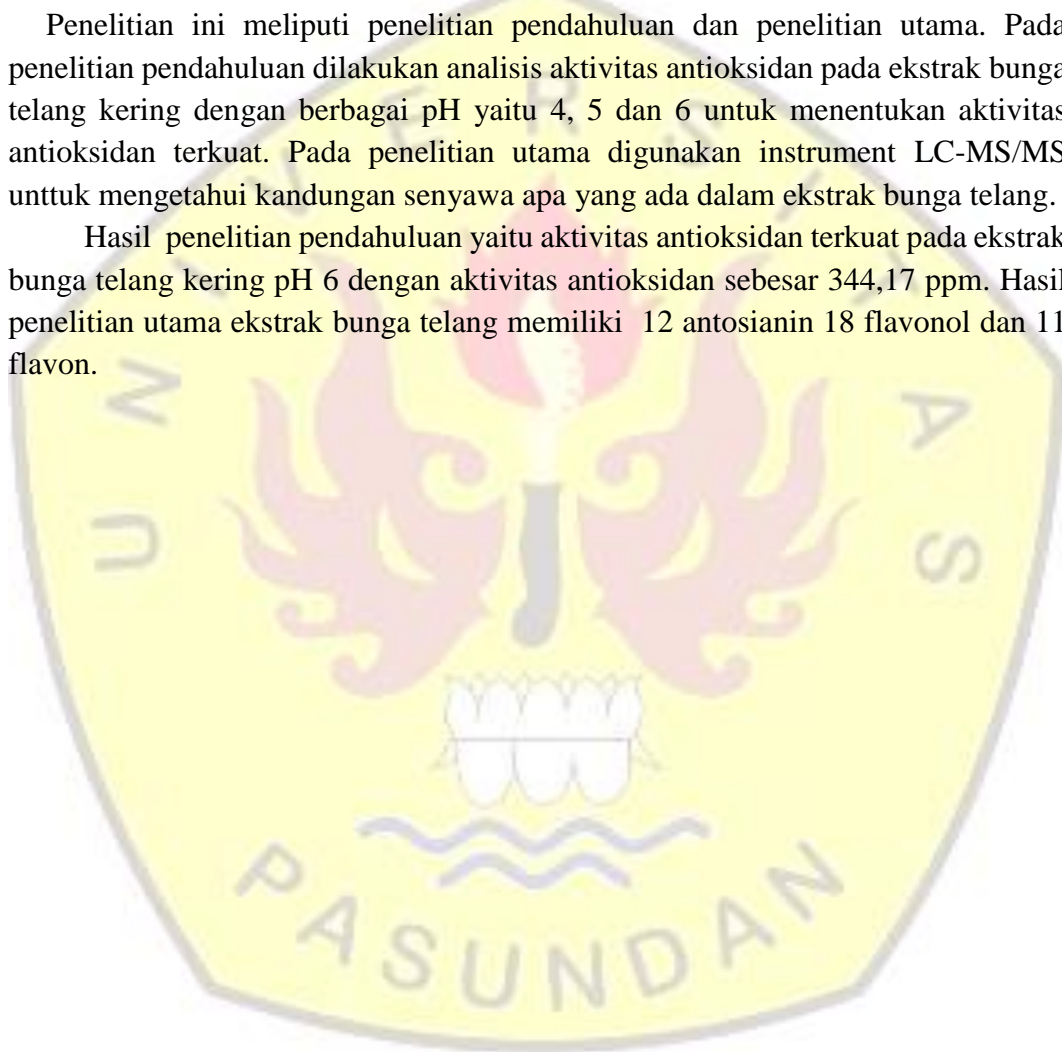 Penelitian ini meliputi penelitian pendahuluan dan penelitian utama. Pada
penelitian pendahuluan dilakukan analisis aktivitas antioksidan pada ekstrak bunga
telang kering dengan berbagai pH yaitu 4, 5 dan 6 untuk menentukan aktivitas
antioksidan terkuat. Pada penelitian utama digunakan instrument LC-MS/MS
unttuk mengetahui kandungan senyawa apa yang ada dalam ekstrak bunga telang.
Hasil penelitian pendahuluan yaitu aktivitas antioksidan terkuat pada ekstrak
bunga telang kering pH 6 dengan aktivitas antioksidan sebesar 344,17 ppm. Hasil
penelitian utama ekstrak bunga telang memiliki 12 antosianin 18 flavonol dan 11
flavon.
UNIVERSITAS
PASUNDAN